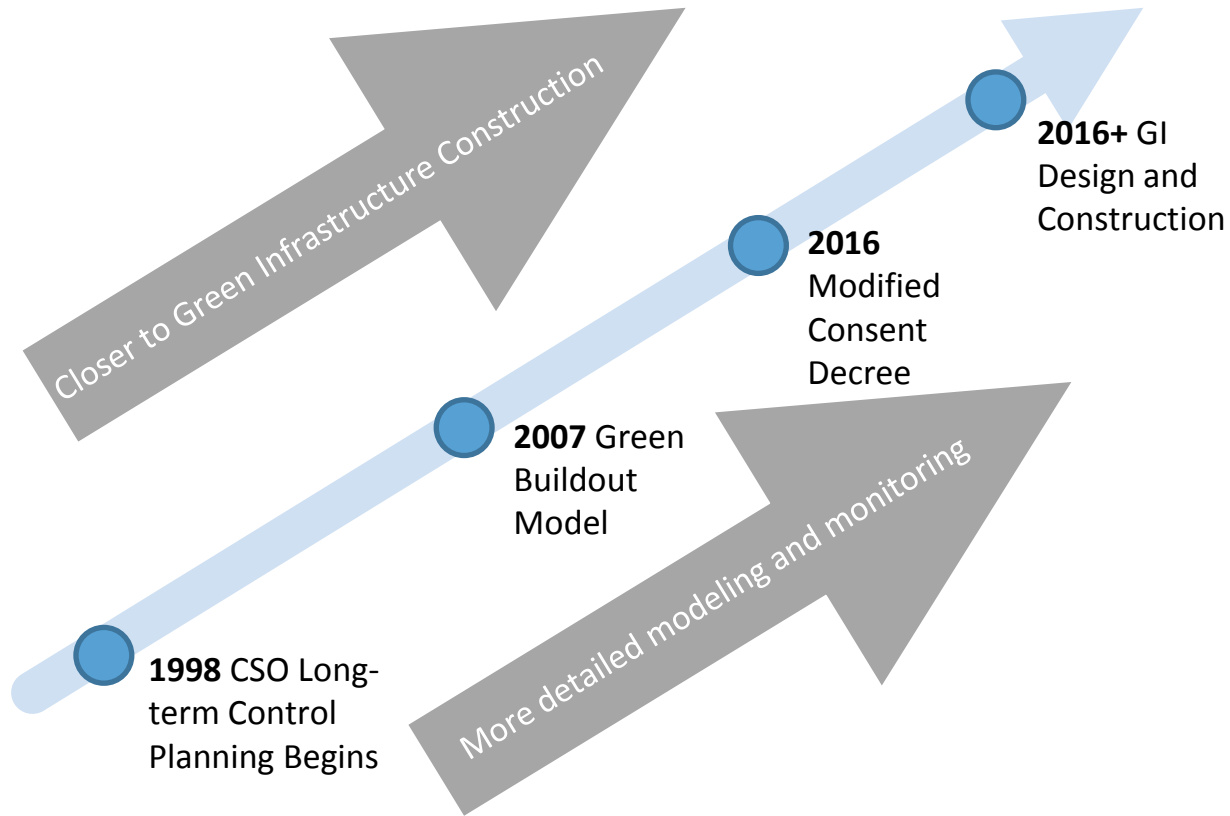 Closer to Green Infrastructure Construction
2016+ GI
Design and
Construction
2016
Modified
Consent
Decree
2007 Green
Buildout
Model
More detailed modeling and monitoring
1998 CSO Long-
term Control
Planning Begins